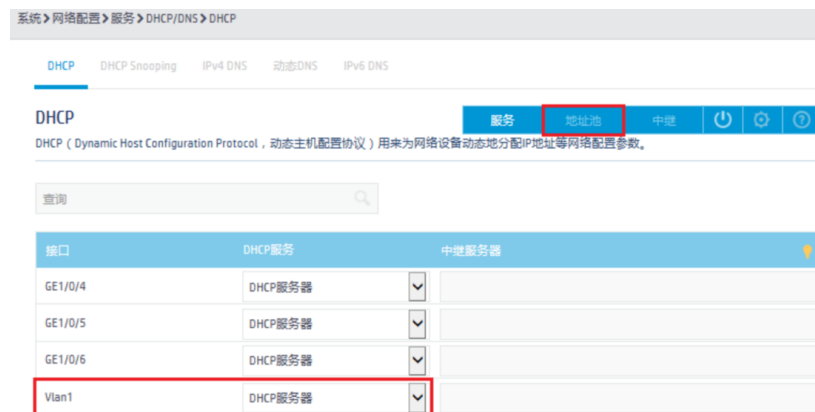 系统>网络配置>服务>DHCP/DNS>DHCP
DHCP DHCP Snooping IPv4 DNS 动态DNS IPv6 DNS
DHCP 服务 地址池 中继
DHCP（Dynamic Host Configuration Protocol，动态主机配置协议）用来为网络设备动态地分配IP地址等网络配置参数。
查询
接口 DHCP服务 中继服务器
GE1/0/4 DHCP服务器
GE1/0/5 DHCP服务器
GE1/0/6 DHCP服务器
Vlan1 DHCP服务器